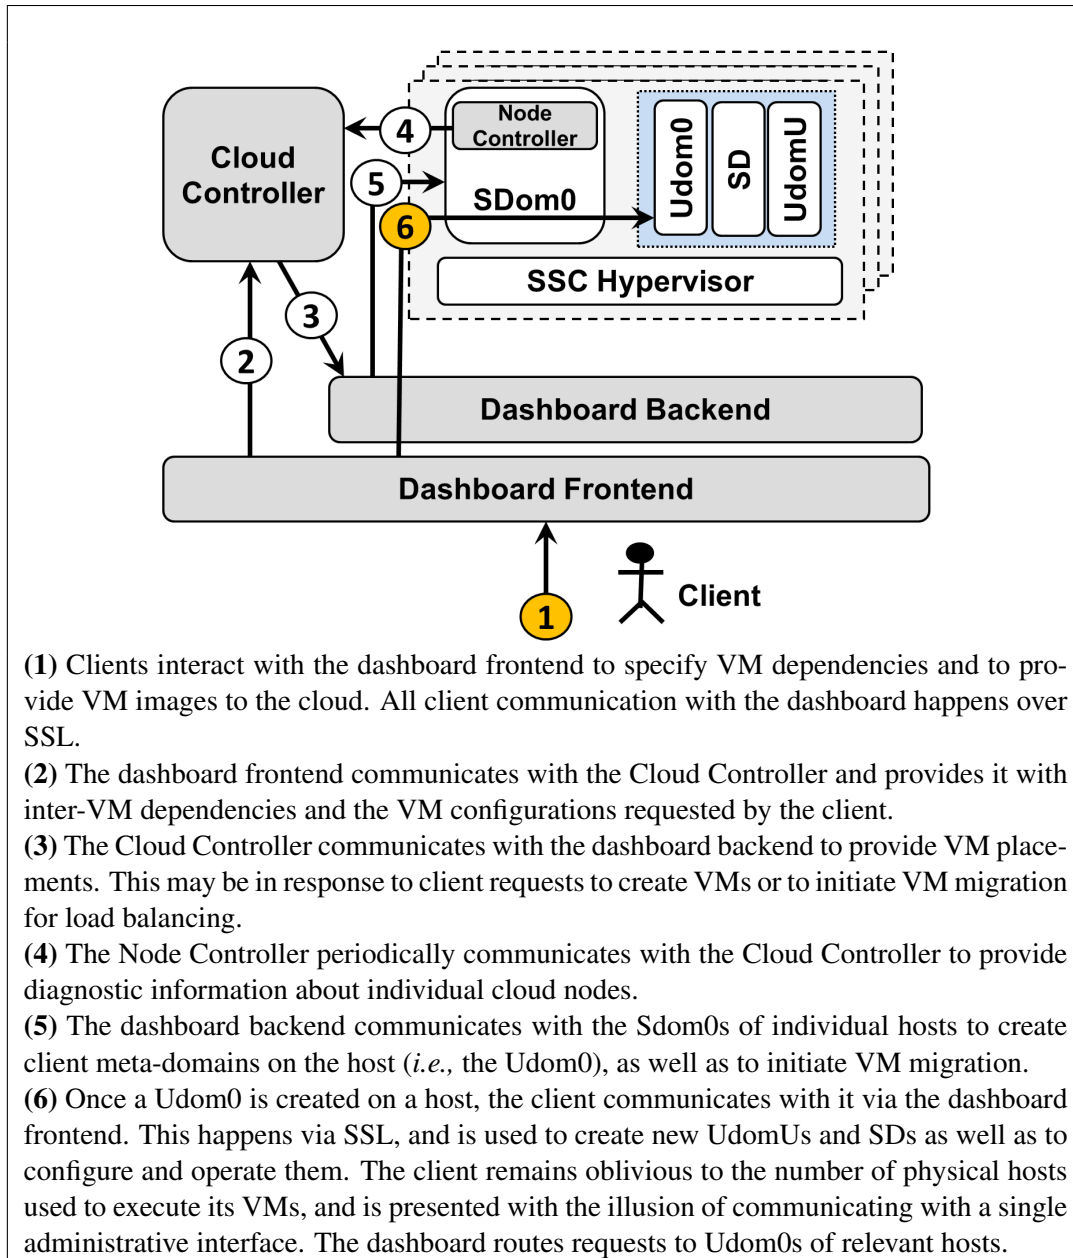 Cloud
Controller
4
Node
Controller
5
SDom0
6
Udom0
SD
UdomU
SSC Hypervisor
3
2
Dashboard Backend
Dashboard Frontend
1
Client
(1) Clients interact with the dashboard frontend to specify VM dependencies and to pro-
vide VM images to the cloud. All client communication with the dashboard happens over
SSL.
(2) The dashboard frontend communicates with the Cloud Controller and provides it with
inter-VM dependencies and the VM configurations requested by the client.
(3) The Cloud Controller communicates with the dashboard backend to provide VM place-
ments. This may be in response to client requests to create VMs or to initiate VM migration
for load balancing.
(4) The Node Controller periodically communicates with the Cloud Controller to provide
diagnostic information about individual cloud nodes.
(5) The dashboard backend communicates with the Sdom0s of individual hosts to create
client meta-domains on the host (i.e., the Udom0), as well as to initiate VM migration.
(6) Once a Udom0 is created on a host, the client communicates with it via the dashboard
frontend. This happens via SSL, and is used to create new UdomUs and SDs as well as to
configure and operate them. The client remains oblivious to the number of physical hosts
used to execute its VMs, and is presented with the illusion of communicating with a single
administrative interface. The dashboard routes requests to Udom0s of relevant hosts.